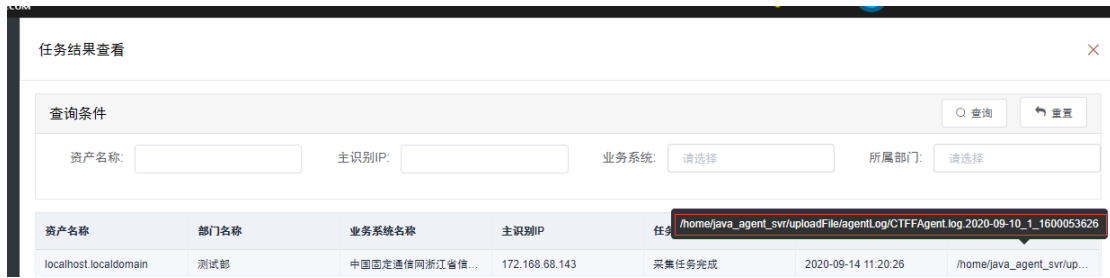 COM
任务结果查看
查询条件
查询
重置
资产名称:
主识别IP:
业务系统: 请选择
所属部门: 请选择
/home/java_agent_svr/uploadFile/agentLog/CTFFAgent.log.2020-09-10_1_1600053626
资产名称 部门名称 业务系统名称 主识别IP 任务
localhost.localdomain 测试部 中国固定通信网浙江省信... 172.168.68.143 采集任务完成 2020-09-14 11:20:26 /home/java_agent_svr/up...